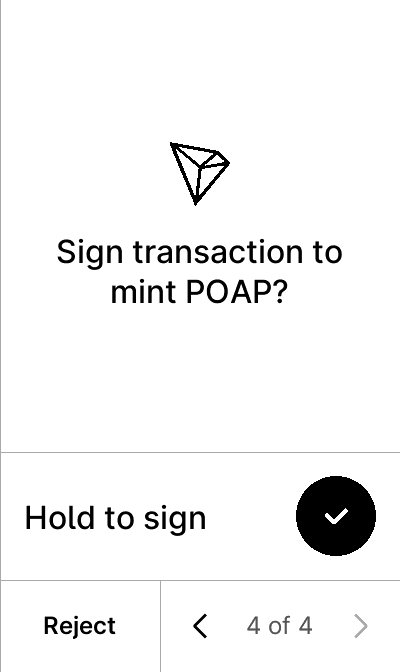 Sign transaction to
mint POAP?
Hold to sign
Reject
4 of 4